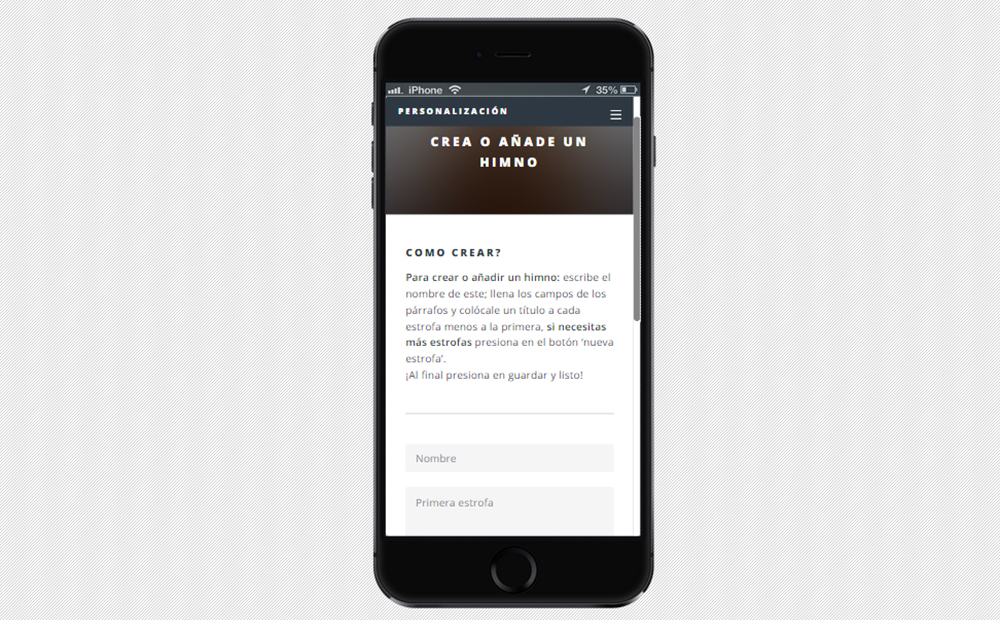 iPhone 35%
PERSONALIZACIÓN
CREA O AÑADE UN
HIMNO
COMO CREAR?
Para crear o añadir un himno: escribe el
nombre de este; llena los campos de los
párrafos y colócale un título a cada
estrofa menos a la primera, si necesitas
más estrofas presiona en el botón ‘nueva
estrofa’.
¡Al final presiona en guardar y listo!
Nombre
Primera estrofa